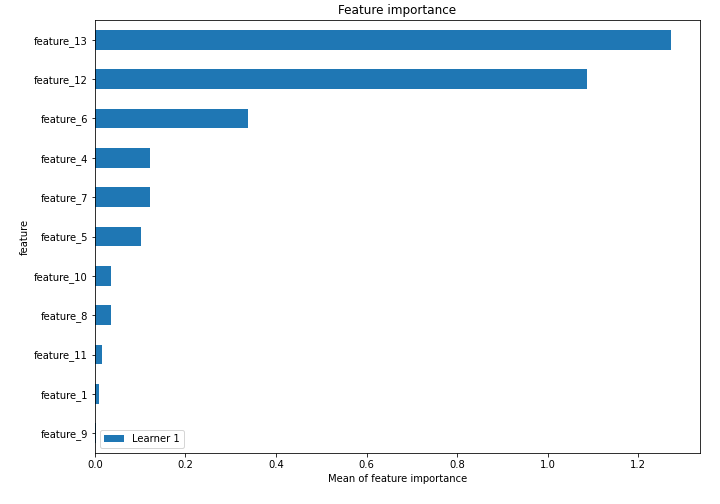 Feature importance
feature_13
feature_12
feature_6
feature_4
feature_7
feature_5
feature_10
feature_8
feature_11
feature_1
feature_9
feature
Learner 1
0.0 0.2 0.4 0.6 0.8 1.0 1.2
Mean of feature importance